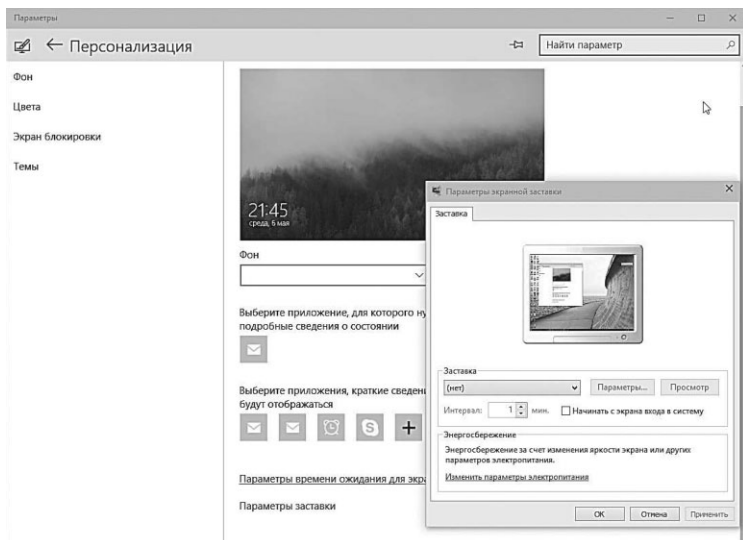 Параметры
Персонализация
Найти параметр
Фон
Цвета
Экран блокировки
Темы
21:45
среда, 6 мая
Фон
Выберите приложение, для которого ну
подробные сведения о состоянии
Выберите приложения, краткие сведен
будут отображаться
Параметры времени ожидания для экр
Параметры заставки
Параметры экранной заставки
Заставка
Заставка
(нет)
Параметры...
Просмотр
Интервал: 1 мин.
Начинать с экрана входа в систему
Энергосбережение
Энергосбережение за счет изменения яркости экрана или других
параметров электропитания.
Изменить параметры электропитания
ОК
Отмена
Применить